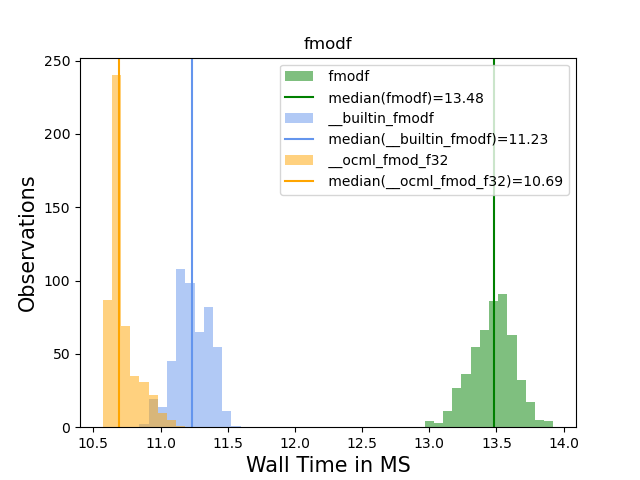 fmodf
250
200
150
100
50
0
Observations
fmodf
median(fmodf)=13.48
__builtin_fmodf
median(__builtin_fmodf)=11.23
__ocml_fmod_f32
median(__ocml_fmod_f32)=10.69
10.5 11.0 11.5 12.0 12.5 13.0 13.5 14.0
Wall Time in MS